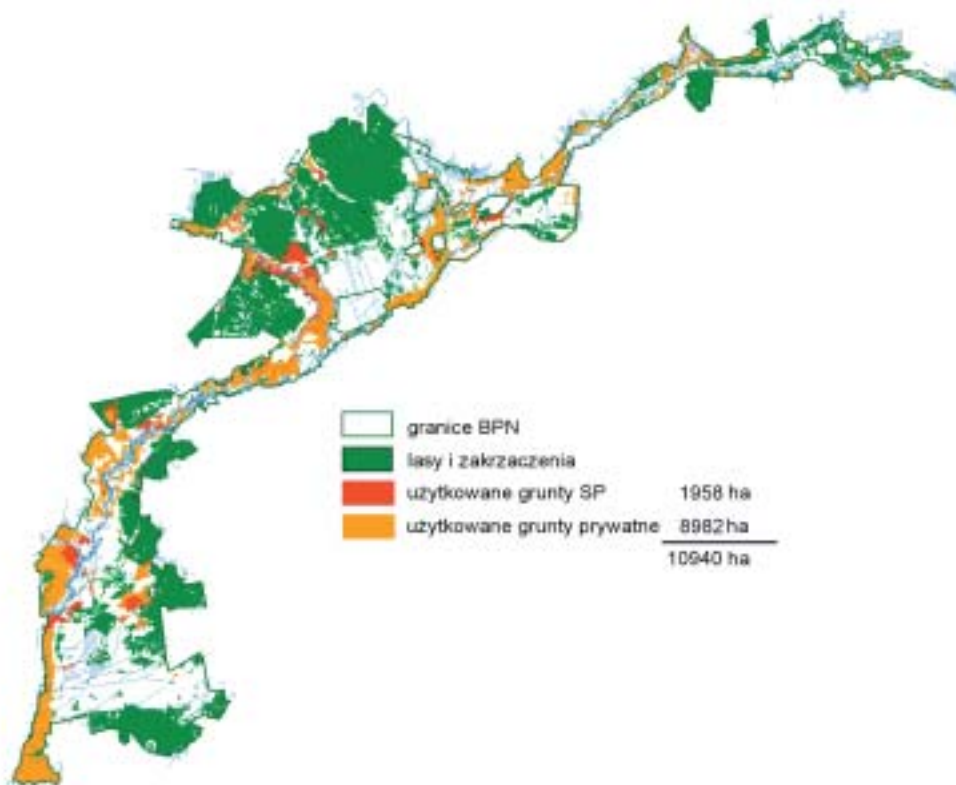 granice BPN
lasy i zakrzaczenia
użytkowane grunty SP 1958 ha
użytkowane grunty prywatne 8982 ha
10940 ha